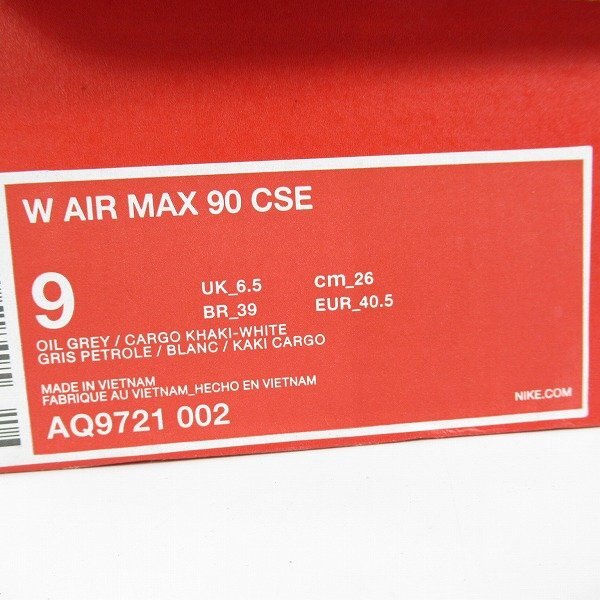 W AIR MAX 90 CSE
9
UK_6.5 cm_26
BR_39 EUR_40.5
OIL GREY / CARGO KHAKI-WHITE
GRIS PETROLE / BLANC / KAKI CARGO
MADE IN VIETNAM
FABRIQUE AU VIETNAM_HECHO EN VIETNAM
AQ9721 002
NIKE.COM